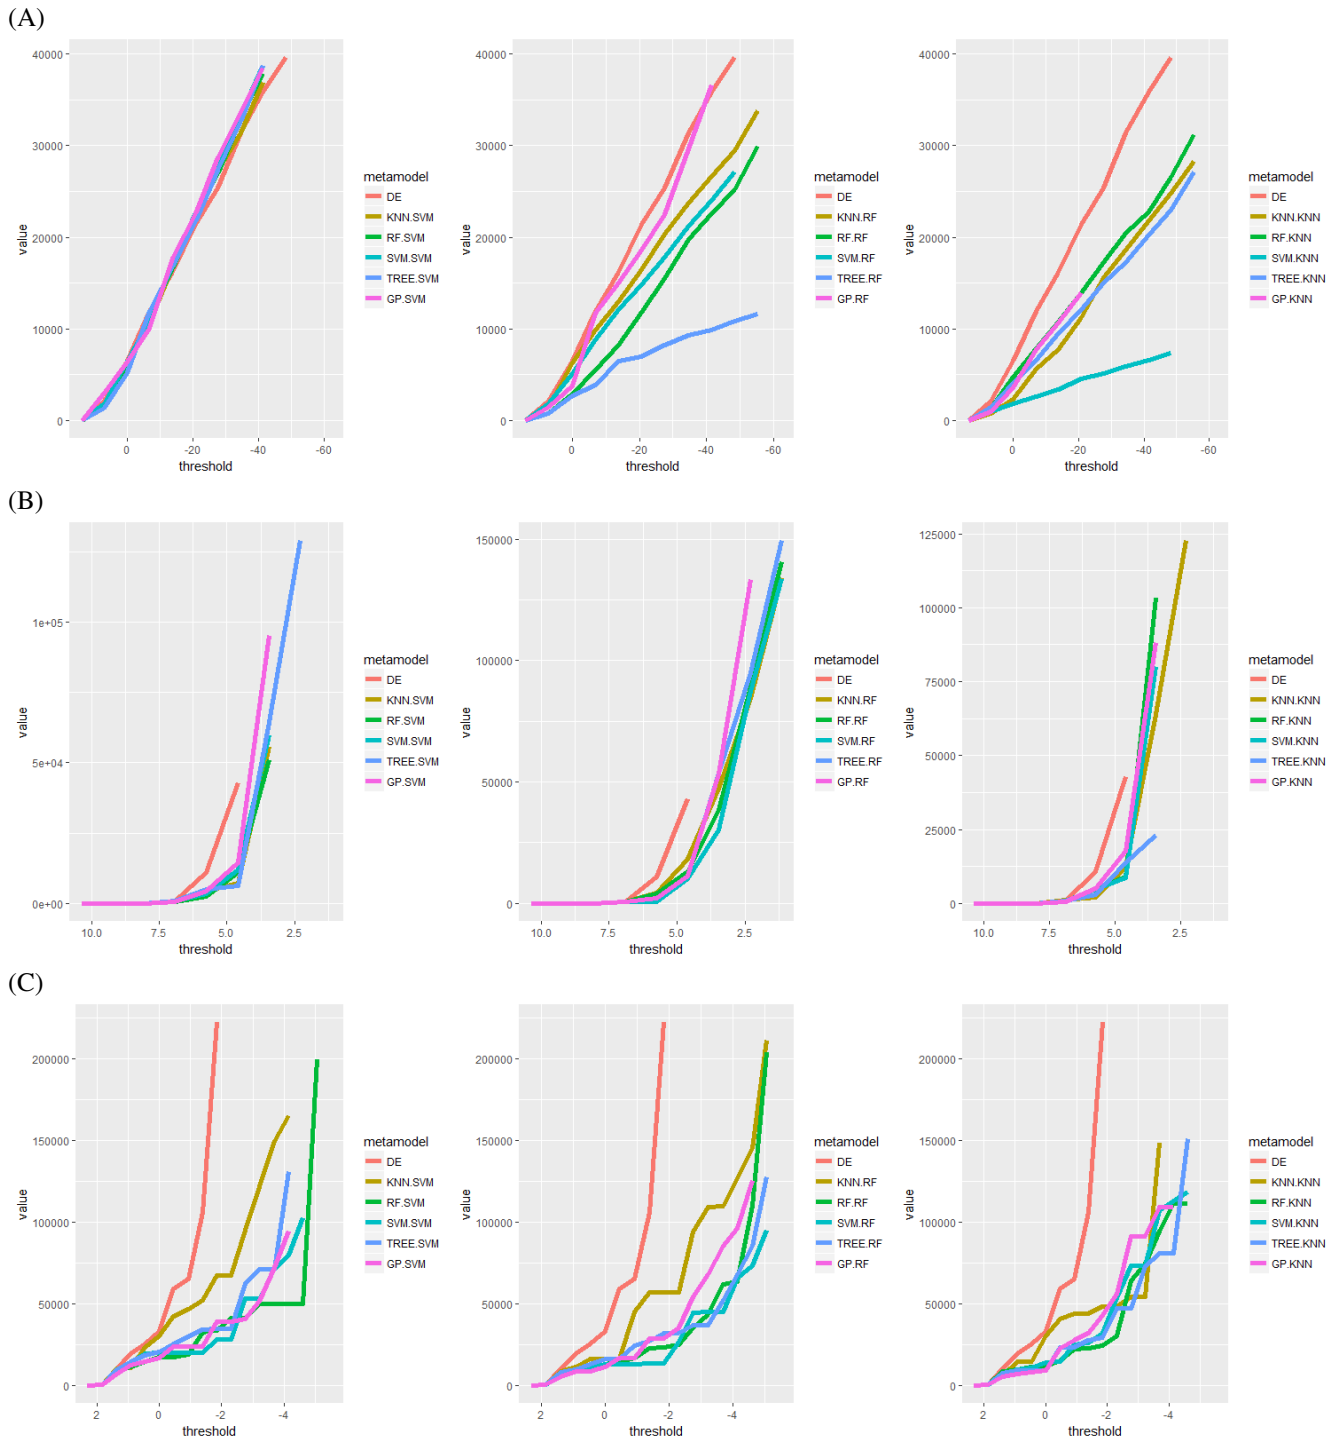 (A)
40000
30000
20000
10000
0
value
0 -20 -40 -60
threshold
metamodel
DE
KNN.SVM
RF.SVM
SVM.SVM
TREE.SVM
GP.SVM
40000
30000
20000
10000
0
value
0 -20 -40 -60
threshold
metamodel
DE
KNN.RF
RF.RF
SVM.RF
TREE.RF
GP.RF
40000
30000
20000
10000
0
value
0 -20 -40 -60
threshold
metamodel
DE
KNN.KNN
RF.KNN
SVM.KNN
TREE.KNN
GP.KNN
(B)
1e+05
5e+04
0e+00
value
10.0 7.5 5.0 2.5
threshold
metamodel
DE
KNN.SVM
RF.SVM
SVM.SVM
TREE.SVM
GP.SVM
150000
100000
50000
0
value
10.0 7.5 5.0 2.5
threshold
metamodel
DE
KNN.RF
RF.RF
SVM.RF
TREE.RF
GP.RF
125000
100000
75000
50000
25000
0
value
10.0 7.5 5.0 2.5
threshold
metamodel
DE
KNN.KNN
RF.KNN
SVM.KNN
TREE.KNN
GP.KNN
(C)
200000
150000
100000
50000
0
value
2 0 -2 -4
threshold
metamodel
DE
KNN.SVM
RF.SVM
SVM.SVM
TREE.SVM
GP.SVM
200000
150000
100000
50000
0
value
2 0 -2 -4
threshold
metamodel
DE
KNN.RF
RF.RF
SVM.RF
TREE.RF
GP.RF
200000
150000
100000
50000
0
value
2 0 -2 -4
threshold
metamodel
DE
KNN.KNN
RF.KNN
SVM.KNN
TREE.KNN
GP.KNN